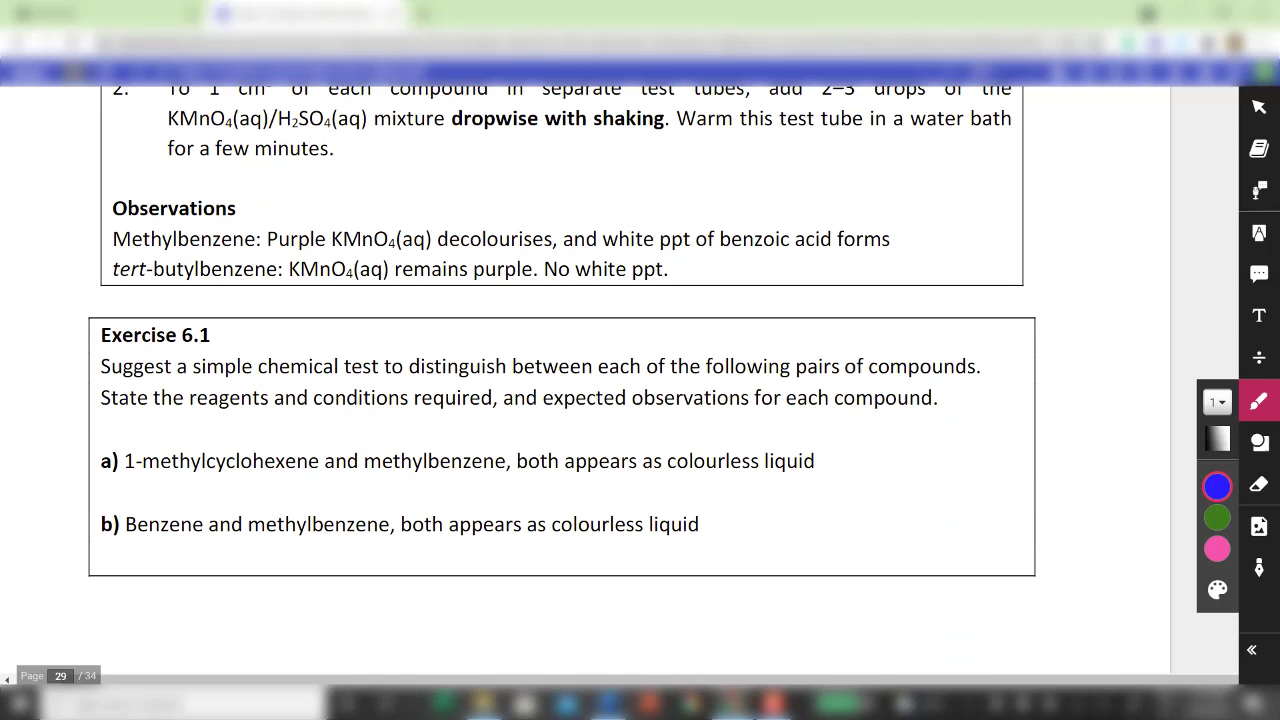 2. To 1 cm³ of each compound in separate test tubes, add 2–3 drops of the
KMnO₄(aq)/H₂SO₄(aq) mixture dropwise with shaking. Warm this test tube in a water bath
for a few minutes.
Observations
Methylbenzene: Purple KMnO₄(aq) decolourises, and white ppt of benzoic acid forms
tert-butylbenzene: KMnO₄(aq) remains purple. No white ppt.
Exercise 6.1
Suggest a simple chemical test to distinguish between each of the following pairs of compounds.
State the reagents and conditions required, and expected observations for each compound.
a) 1-methylcyclohexene and methylbenzene, both appears as colourless liquid
b) Benzene and methylbenzene, both appears as colourless liquid
1
T
Page 29 / 34